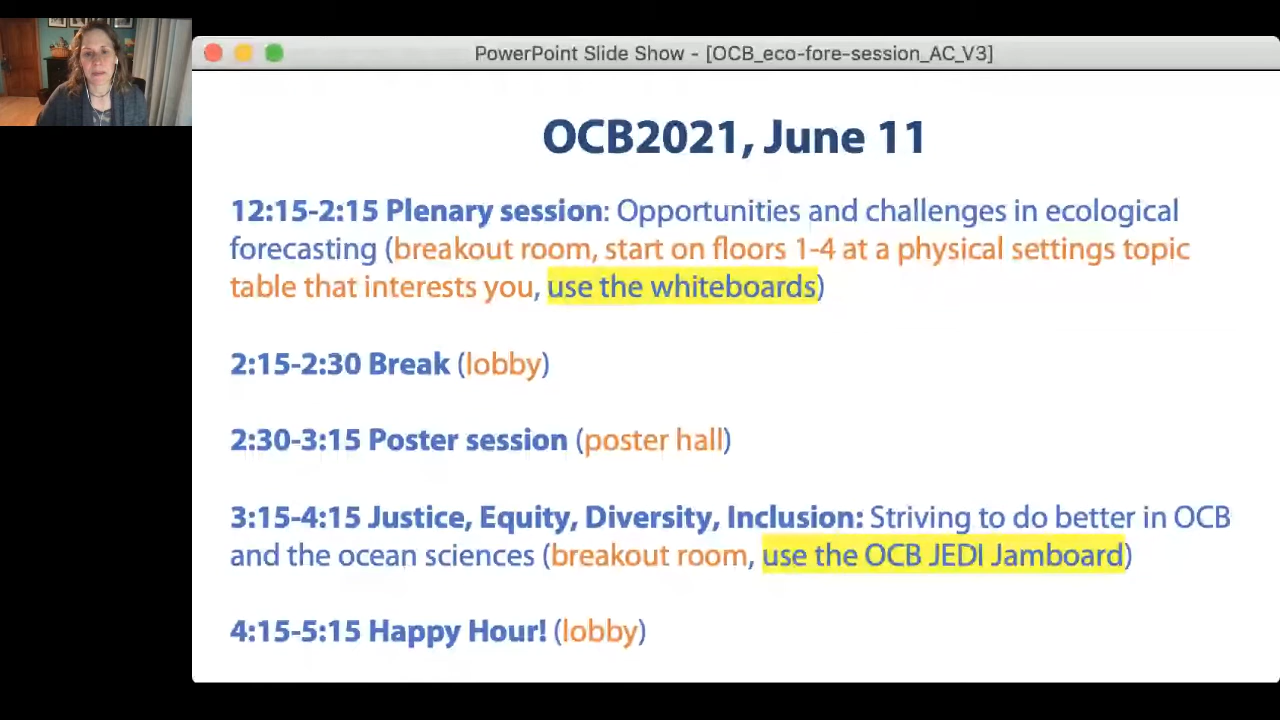 PowerPoint Slide Show - [OCB_eco-fore-session_AC_V3]
OCB2021, June 11
12:15-2:15 Plenary session: Opportunities and challenges in ecological
forecasting (breakout room, start on floors 1-4 at a physical settings topic
table that interests you, use the whiteboards)
2:15-2:30 Break (lobby)
2:30-3:15 Poster session (poster hall)
3:15-4:15 Justice, Equity, Diversity, Inclusion: Striving to do better in OCB
and the ocean sciences (breakout room, use the OCB JEDI Jamboard)
4:15-5:15 Happy Hour! (lobby)